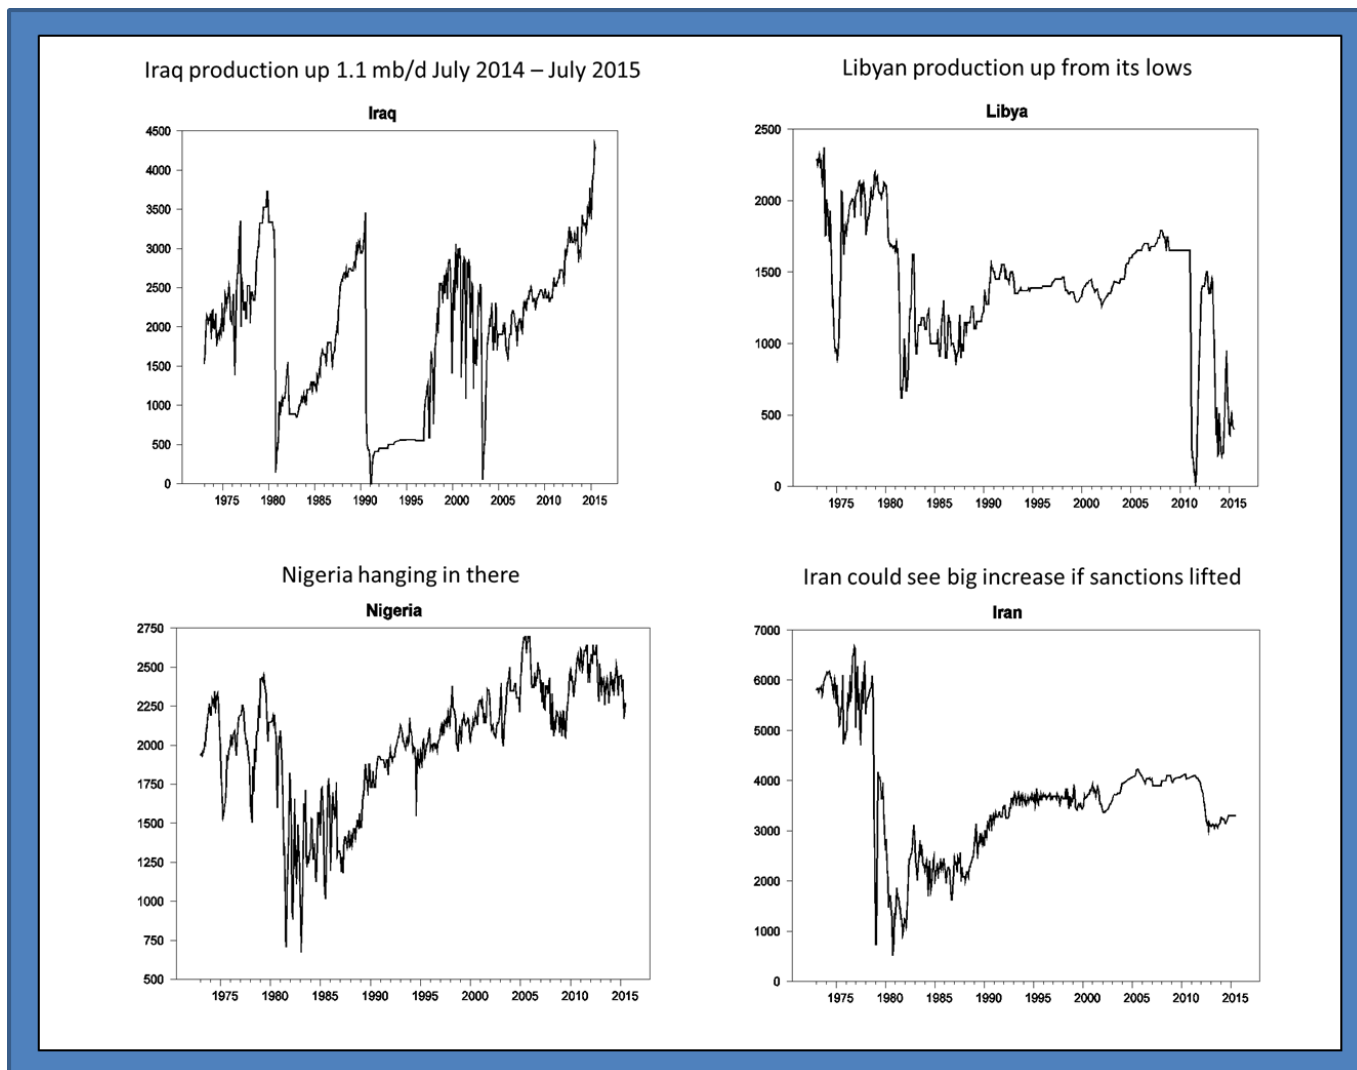 Iraq production up 1.1 mb/d July 2014 – July 2015
Iraq
4500
4000
3500
3000
2500
2000
1500
1000
500
0
1975 1980 1985 1990 1995 2000 2005 2010 2015
Libyan production up from its lows
Libya
2500
2000
1500
1000
500
0
1975 1980 1985 1990 1995 2000 2005 2010 2015
Nigeria hanging in there
Nigeria
2750
2500
2250
2000
1750
1500
1250
1000
750
500
1975 1980 1985 1990 1995 2000 2005 2010 2015
Iran could see big increase if sanctions lifted
Iran
7000
6000
5000
4000
3000
2000
1000
0
1975 1980 1985 1990 1995 2000 2005 2010 2015